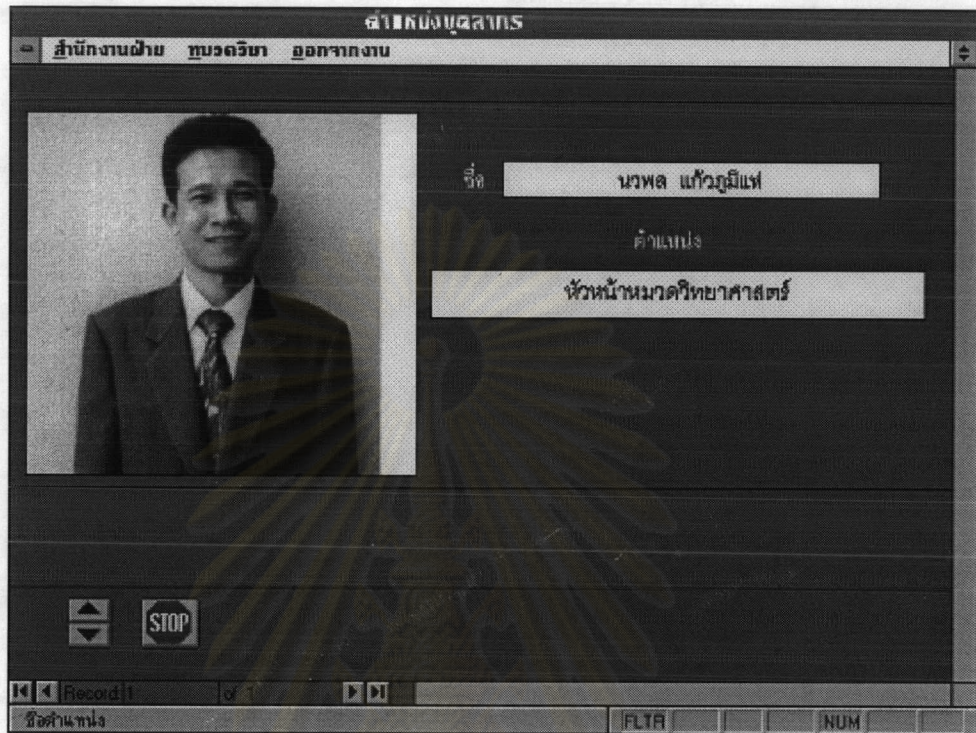 ตำแหน่งบุคลากร
สำนักงานฝ่าย หมวดวิชา ออกจากงาน
ชื่อ นวพล แก้วภูมิแห่
ตำแหน่ง
หัวหน้าหมวดวิทยาศาสตร์
STOP
Record: 1 of 1
ชื่อตำแหน่ง FLTR NUM